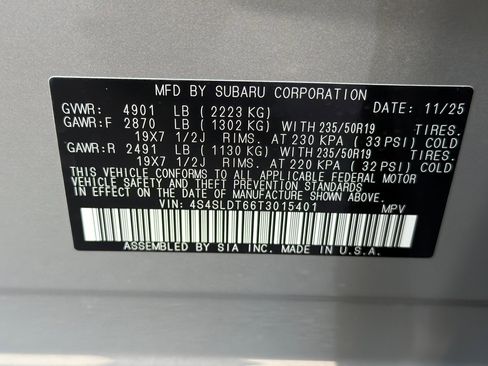 MFD BY SUBARU CORPORATION
GVWR: 4901 LB ( 2223 KG) DATE: 11/25
GAWR:F 2870 LB ( 1302 KG) WITH 235/50R19 TIRES.
19X7 1/2J RIMS. AT 230 KPA ( 33 PSI) COLD
GAWR:R 2491 LB ( 1130 KG) WITH 235/50R19 TIRES.
19X7 1/2J RIMS. AT 220 KPA ( 32 PSI) COLD
THIS VEHICLE CONFORMS TO ALL APPLICABLE FEDERAL MOTOR
VEHICLE SAFETY AND THEFT PREVENTION STANDARDS
IN EFFECT ON THE DATE OF MANUFACTURE SHOWN ABOVE.
VIN: 4S4SLDT66T3015401 MPV
ASSEMBLED BY SIA INC. MADE IN U.S.A.